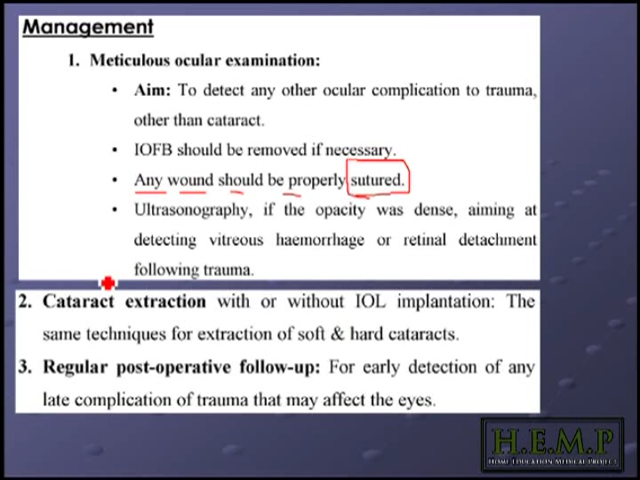 Management
1. Meticulous ocular examination:
• Aim: To detect any other ocular complication to trauma,
other than cataract.
• IOFB should be removed if necessary.
• Any wound should be properly sutured.
• Ultrasonography, if the opacity was dense, aiming at
detecting vitreous haemorrhage or retinal detachment
following trauma.
2. Cataract extraction with or without IOL implantation: The
same techniques for extraction of soft & hard cataracts.
3. Regular post-operative follow-up: For early detection of any
late complication of trauma that may affect the eyes.
H.E.M.P
HOME EDUCATION MEDICAL PROJECT